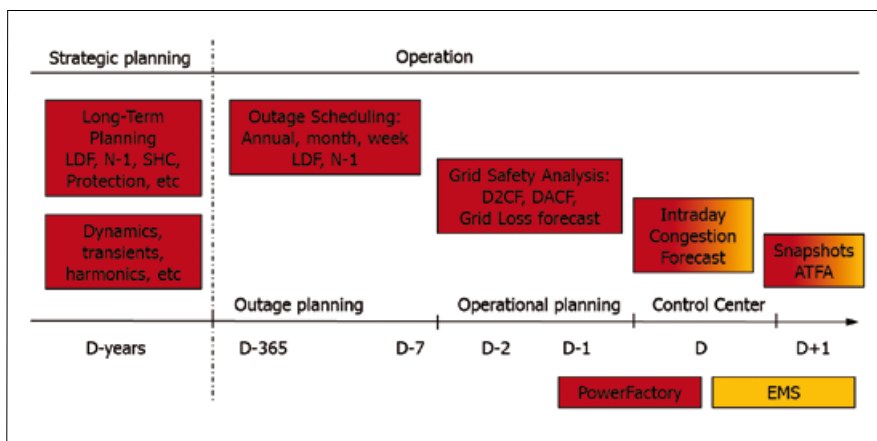 Strategic planning
Operation
Long-Term
Planning
LDF, N-1, SHC,
Protection, etc
Outage Scheduling:
Annual, month, week
LDF, N-1
Grid Safety Analysis:
D2CF, DACF,
Grid Loss forecast
Intraday
Congestion
Forecast
Snapshots
ATFA
Dynamics,
transients,
harmonics, etc
Outage planning
Operational planning
Control Center
D-years
D-365
D-7
D-2
D-1
D
D+1
PowerFactory
EMS